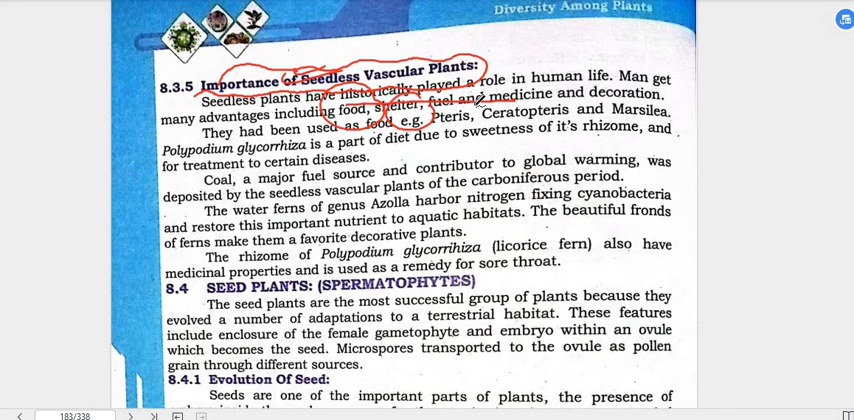 Diversity Among Plants
8.3.5 Importance of Seedless Vascular Plants:
Seedless plants have historically played a role in human life. Man get
many advantages including food, shelter, fuel and medicine and decoration.
They had been used as food e.g. Pteris, Ceratopteris and Marsilea.
Polypodium glycorrhiza is a part of diet due to sweetness of it's rhizome, and
for treatment to certain diseases.
Coal, a major fuel source and contributor to global warming, was
deposited by the seedless vascular plants of the carboniferous period.
The water ferns of genus Azolla harbor nitrogen fixing cyanobacteria
and restore this important nutrient to aquatic habitats. The beautiful fronds
of ferns make them a favorite decorative plants.
The rhizome of Polypodium glycorrihiza (licorice fern) also have
medicinal properties and is used as a remedy for sore throat.
8.4 SEED PLANTS: (SPERMATOPHYTES)
The seed plants are the most successful group of plants because they
evolved a number of adaptations to a terrestrial habitat. These features
include enclosure of the female gametophyte and embryo within an ovule
which becomes the seed. Microspores transported to the ovule as pollen
grain through different sources.
8.4.1 Evolution Of Seed:
Seeds are one of the important parts of plants, the presence of
183/338